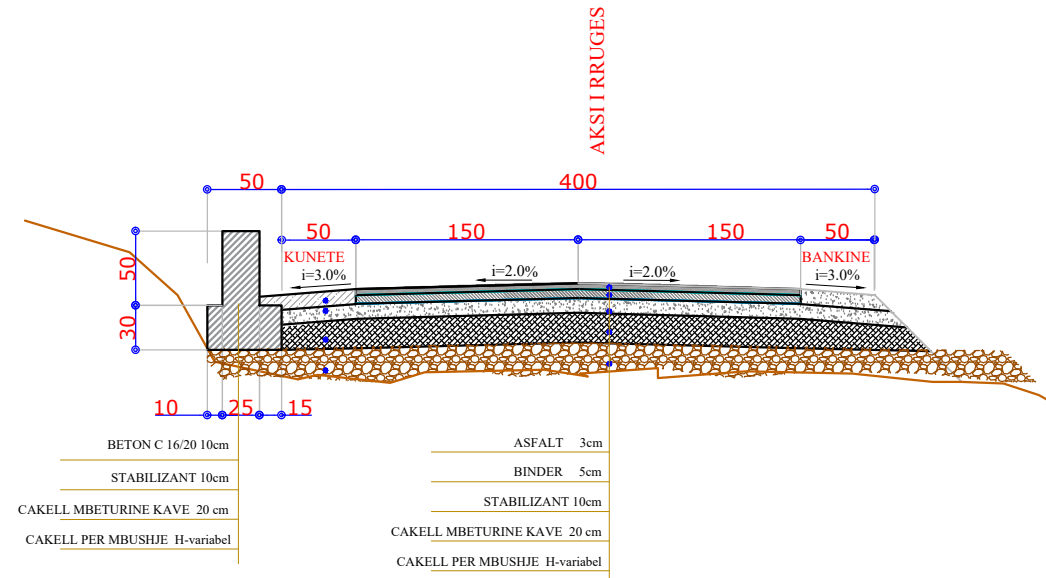 AKSI I RRUGES
50
400
50
150
150
50
KUNETE
BANKINE
i=3.0%
i=2.0%
i=2.0%
i=3.0%
50
30
10
25
15
BETON C 16/20 10cm
STABILIZANT 10cm
CAKELL MBETURINE KAVE 20 cm
CAKELL PER MBUSHJE H-variabel
ASFALT 3cm
BINDER 5cm
STABILIZANT 10cm
CAKELL MBETURINE KAVE 20 cm
CAKELL PER MBUSHJE H-variabel